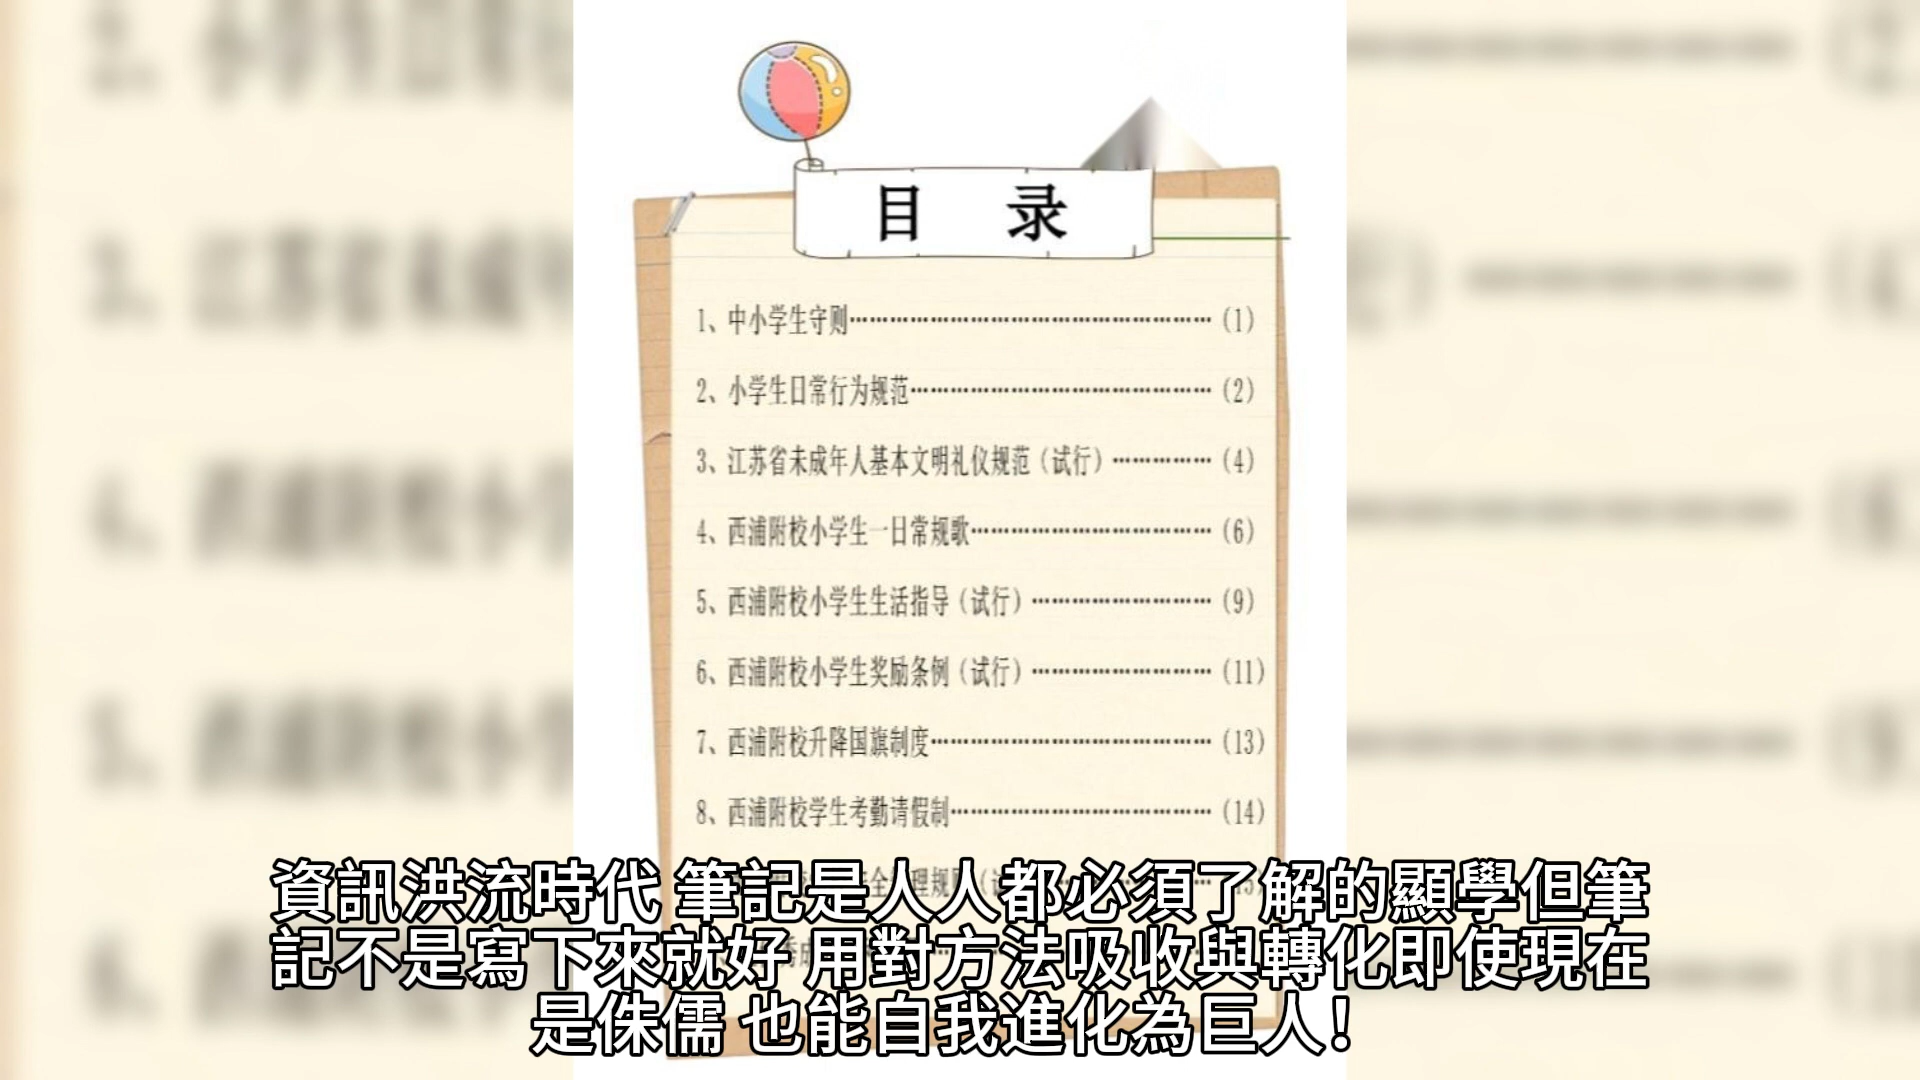 目 录
1、中小学生守则……………………………………(1)
2、小学生日常行为规范……………………………(2)
3、江苏省未成年人基本文明礼仪规范（试行）…………(4)
4、西浦附校小学生一日常规歌……………………(6)
5、西浦附校小学生生活指导（试行）………………(9)
6、西浦附校小学生奖励条例（试行）………………(11)
7、西浦附校升降国旗制度…………………………(13)
8、西浦附校学生考勤请假制………………………(14)
資訊洪流時代 筆記是人人都必須了解的顯學但筆
記不是寫下來就好 用對方法吸收與轉化即使現在
是侏儒 也能自我進化為巨人！